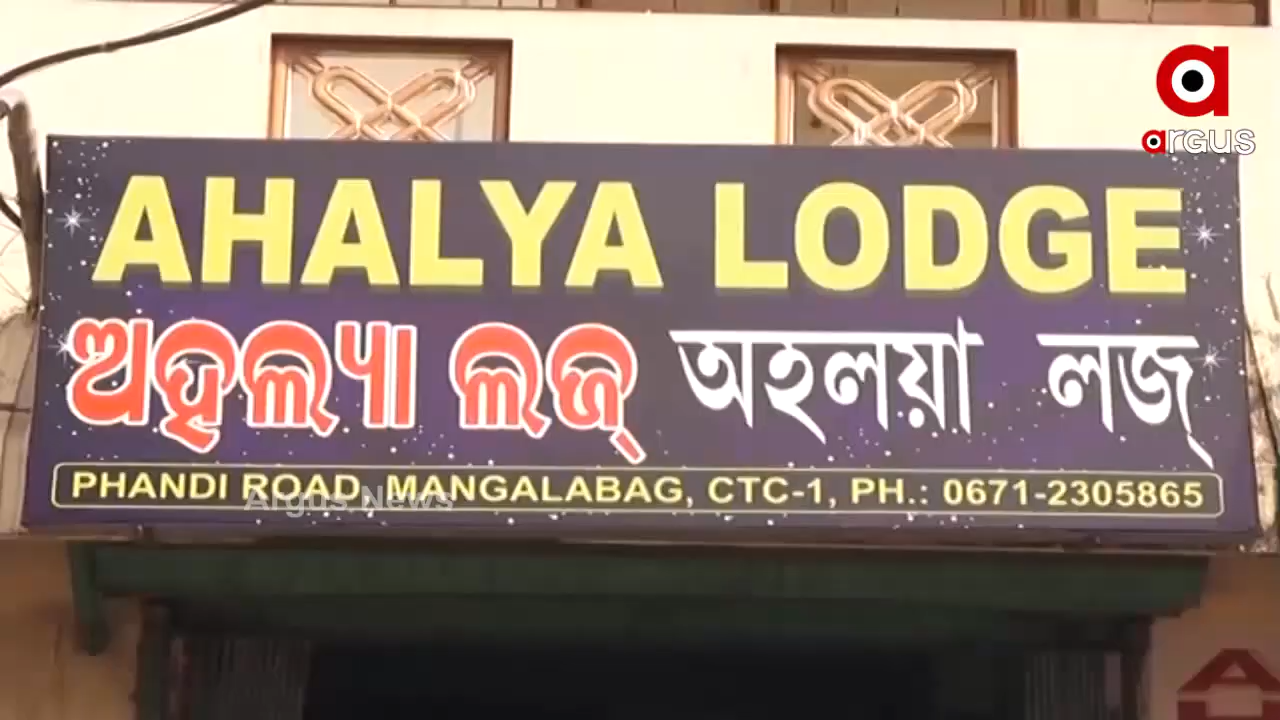 argus
AHALYA LODGE
ଅହଲ୍ୟା ଲଜ୍ অহলয়া লজ্
PHANDI ROAD, MANGALABAG, CTC-1, PH.: 0671-2305865
Argus News